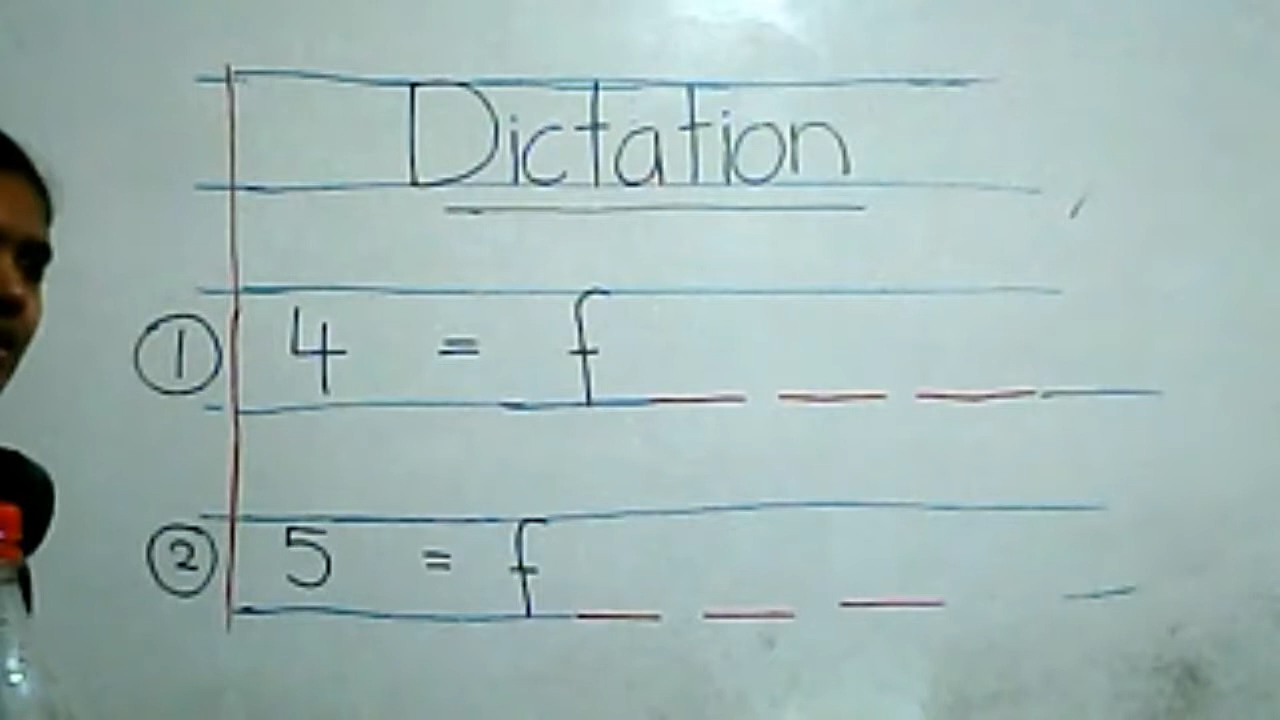 Dictation
① 4 = f _ _ _
② 5 = f _ _ _